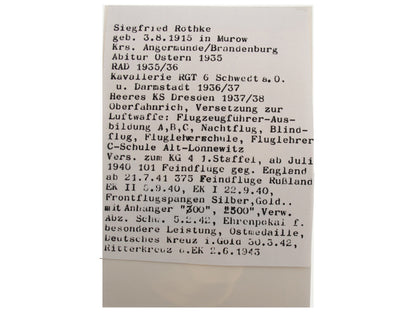 Siegfried Röthke
geb. 3.8.1915 in Murow
Krs. Angermünde/Brandenburg
Abitur Ostern 1935
RAD 1935/36
Kavallerie RGT 6 Schwedt a.O.
u. Darmstadt 1936/37
Heeres KS Dresden 1937/38
Oberfähnrich, Versetzung zur
Luftwaffe: Flugzeugführer-Aus-
bildung A,B,C, Nachtflug, Blind-
flug, Fluglehrerschule, Fluglehrer
C-Schule Alt-Lönnewitz
Vers. zum KG 4 1.Staffel, ab Juli
1940 101 Feindflüge geg. England
ab 21.7.41 375 Feindflüge Rußland
EK II 5.9.40, EK I 22.9.40,
Frontflugspangen Silber,Gold..
mit Anhänger "300", Verw.
Abz. Schw. 5.2.42, Ehrenpokal f.
besondere Leistung, Ostmedaille,
Deutsches Kreuz i.Gold 30.3.42,
Ritterkreuz d.EK 2.6.1943